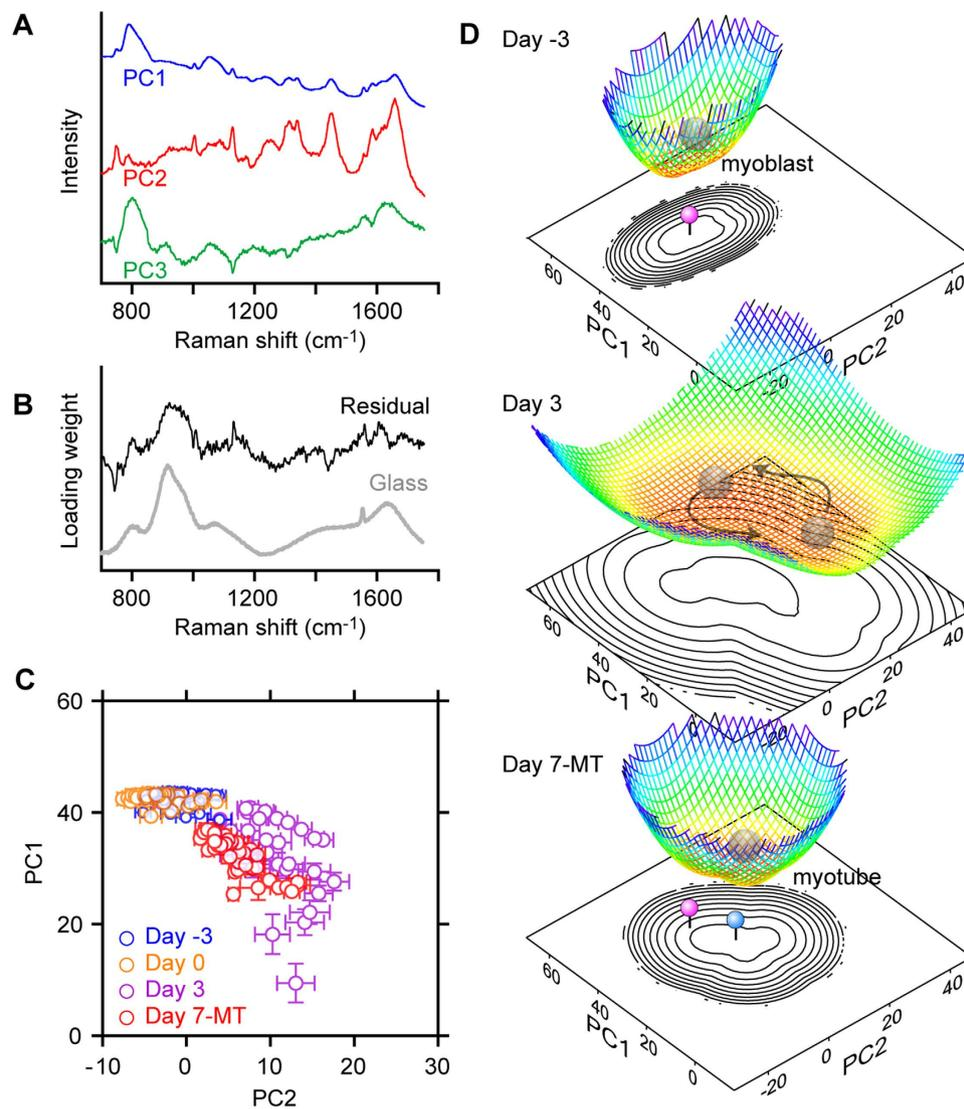 A
PC1
PC2
PC3
Intensity
800
1200
1600
Raman shift (cm-1)
B
Residual
Glass
Loading weight
800
1200
1600
Raman shift (cm-1)
C
60
40
20
0
PC1
Day -3
Day 0
Day 3
Day 7-MT
-10
0
10
20
30
PC2
D
Day -3
myoblast
60
40
20
0
PC1
-20
0
20
40
PC2
Day 3
60
40
20
0
PC1
-20
0
20
40
PC2
Day 7-MT
myotube
60
40
20
0
PC1
-20
0
20
40
PC2